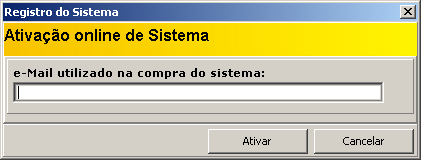 Registro do Sistema
Ativação online de Sistema
e-Mail utilizado na compra do sistema:
Ativar
Cancelar